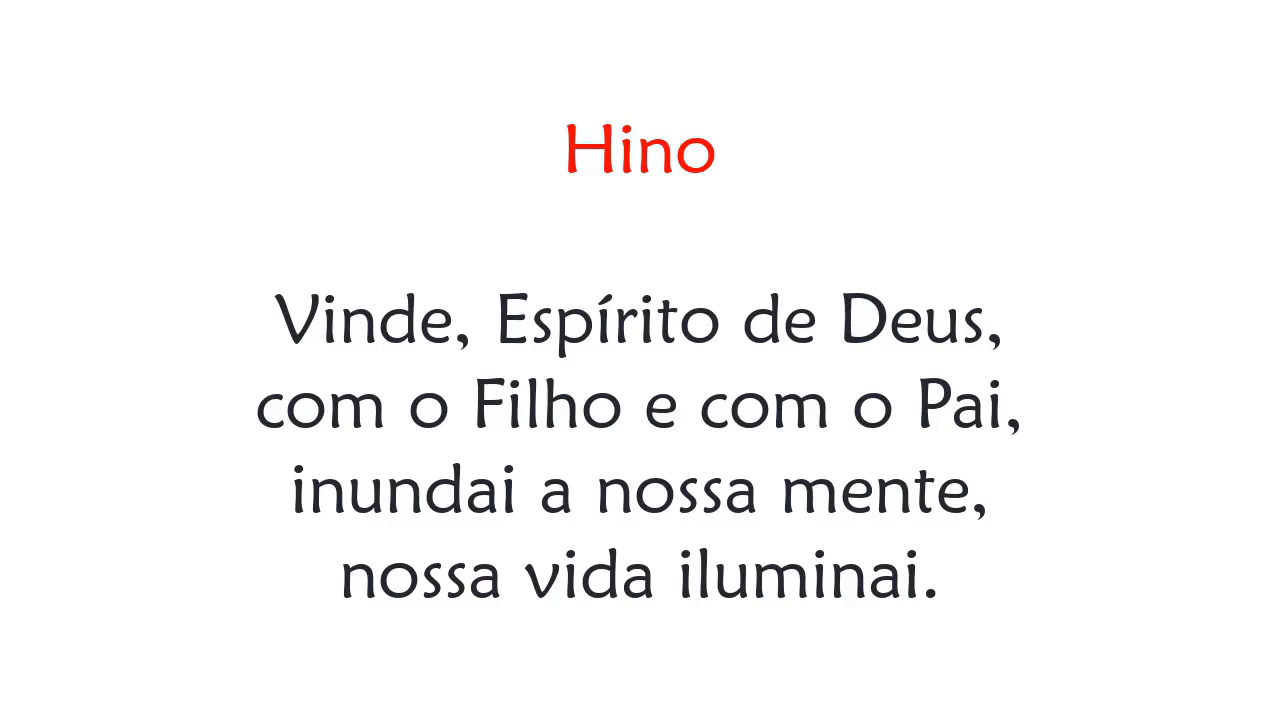 Hino
Vinde, Espírito de Deus,
com o Filho e com o Pai,
inundai a nossa mente,
nossa vida iluminai.